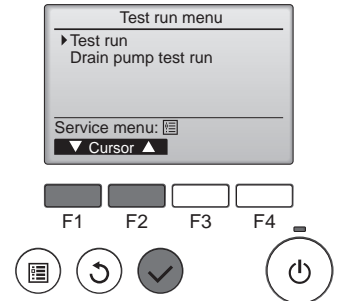 Test run menu
Test run
Drain pump test run
Service menu:
Cursor
F1 F2 F3 F4